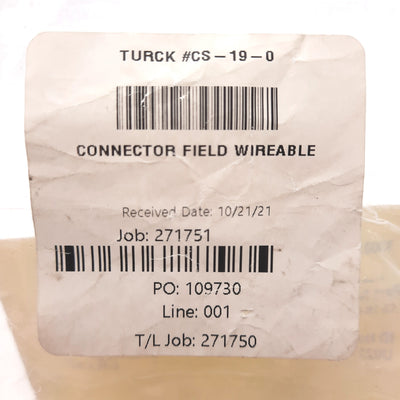 TURCK #CS-19-0
CONNECTOR FIELD WIREABLE
Received Date: 10/21/21
Job: 271751
PO: 109730
Line: 001
T/L Job: 271750